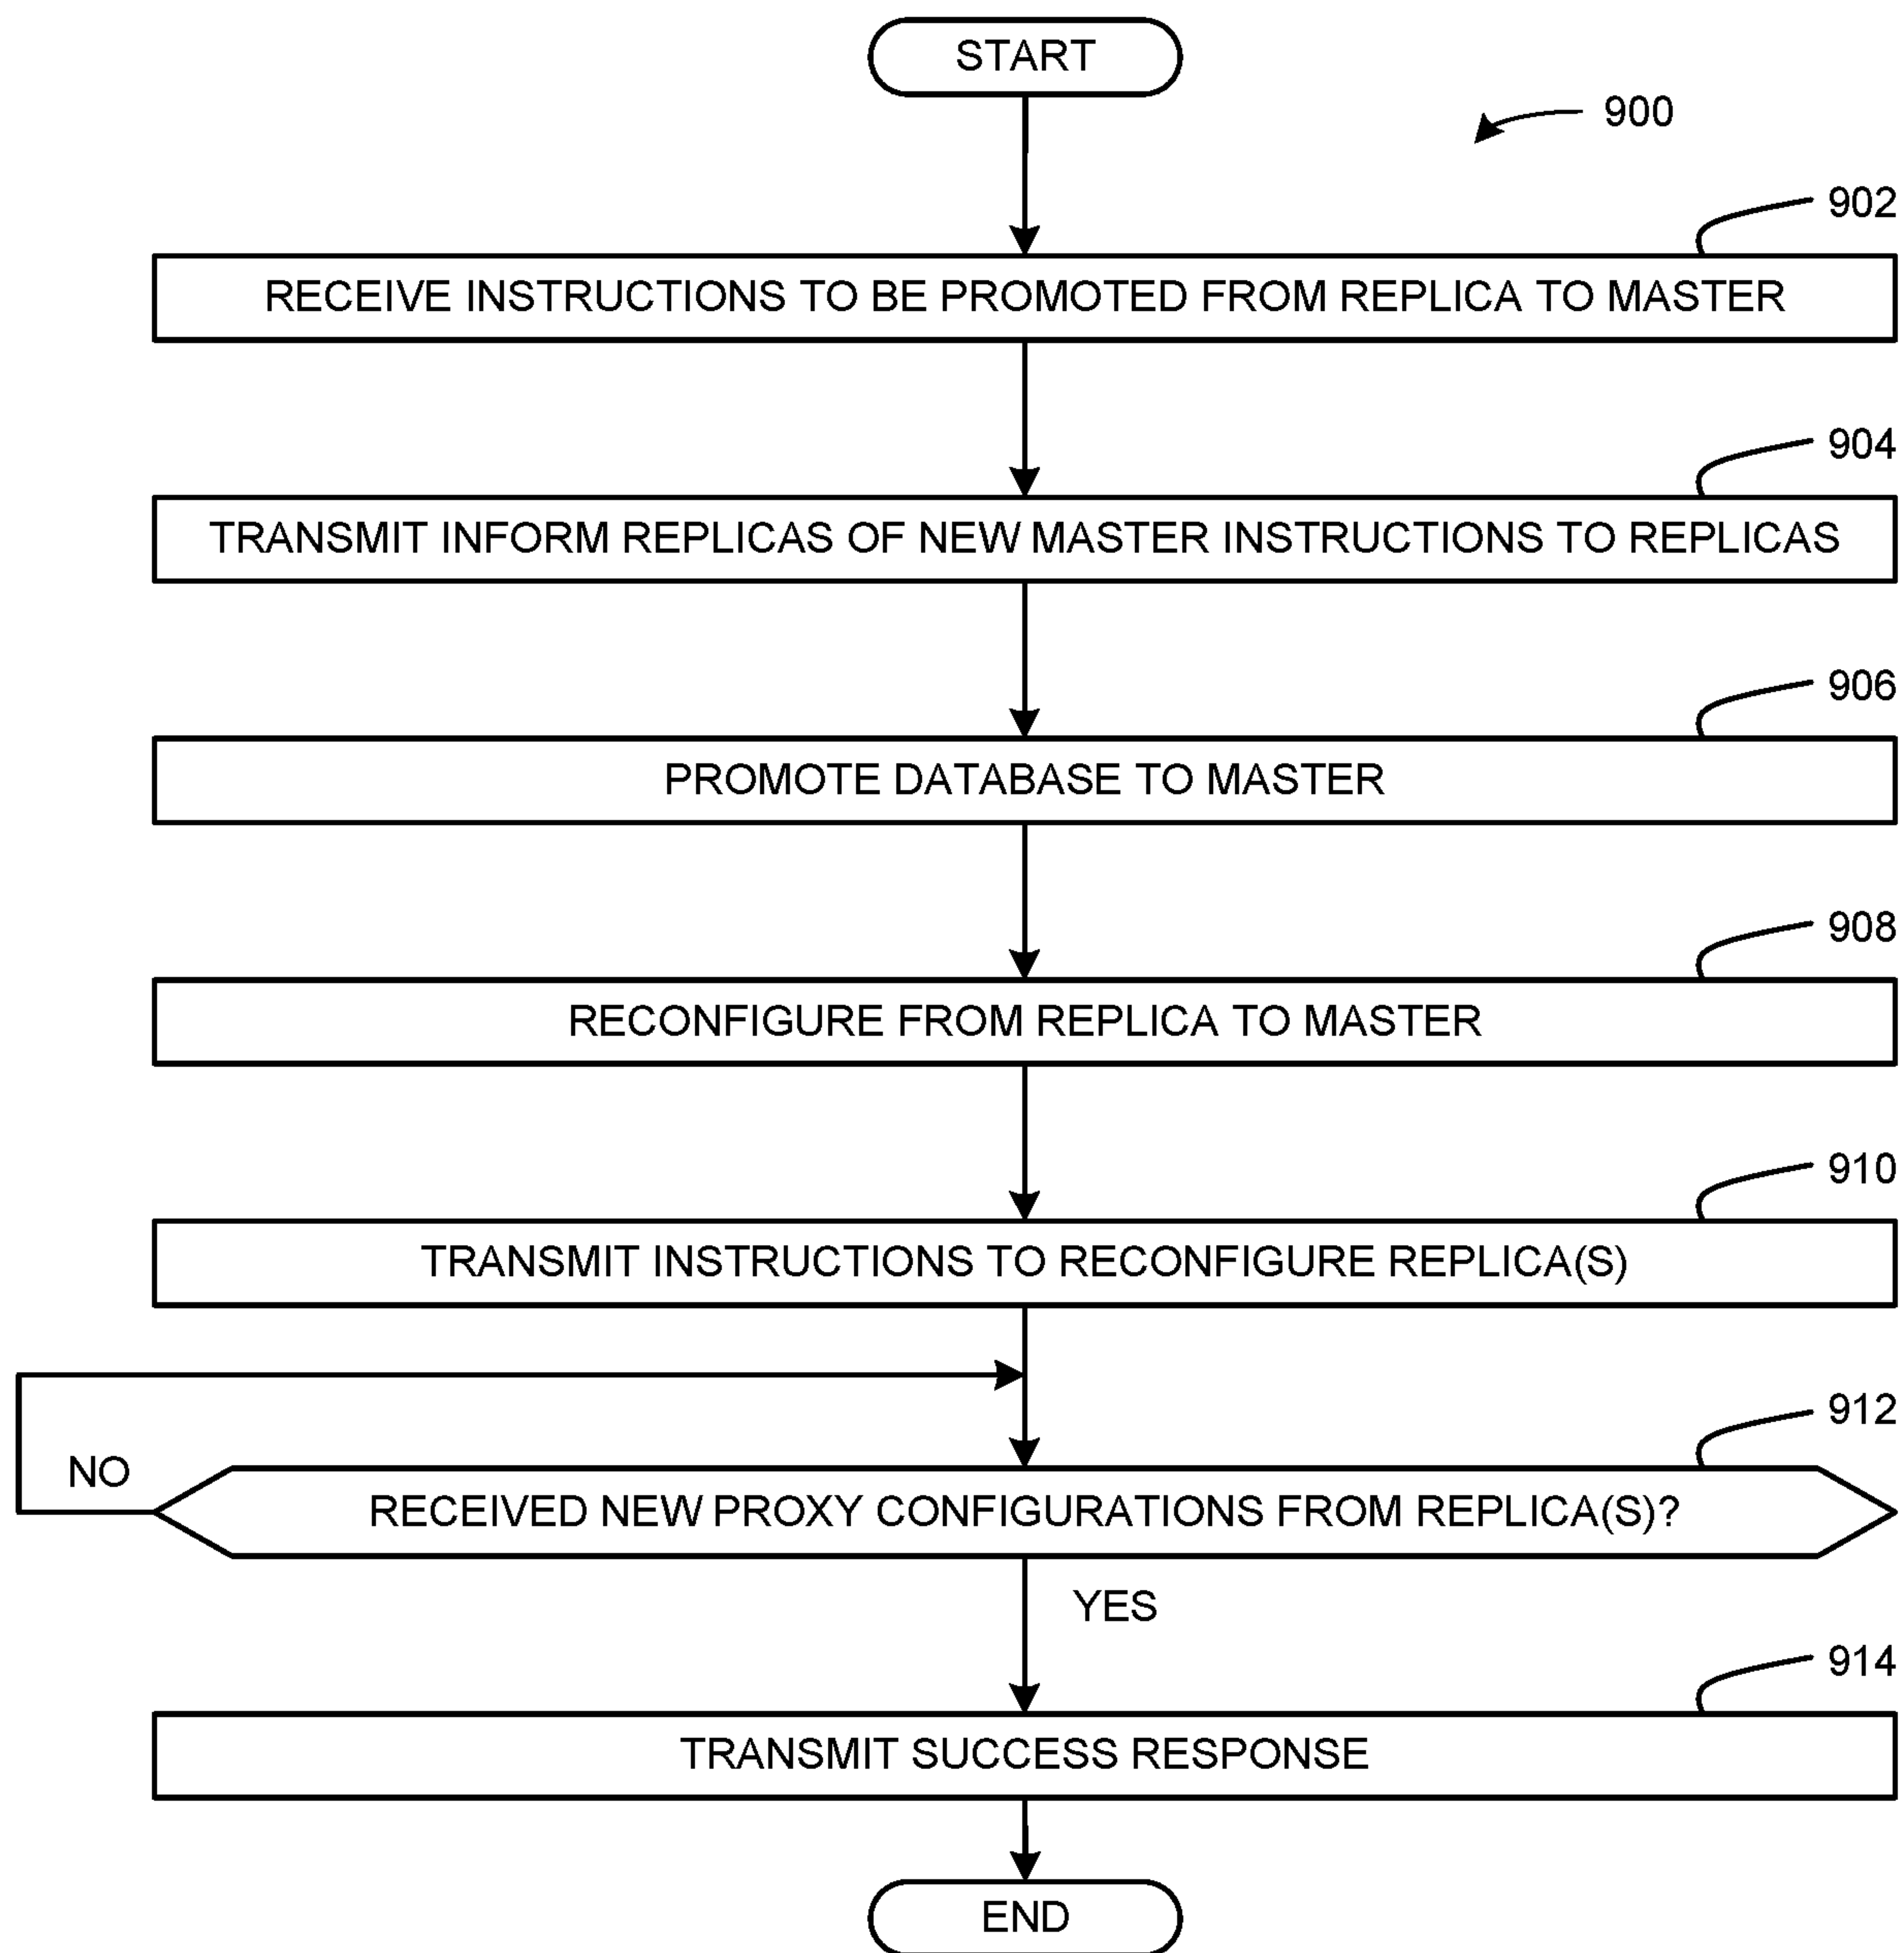 START
900
902
RECEIVE INSTRUCTIONS TO BE PROMOTED FROM REPLICA TO MASTER
904
TRANSMIT INFORM REPLICAS OF NEW MASTER INSTRUCTIONS TO REPLICAS
906
PROMOTE DATABASE TO MASTER
908
RECONFIGURE FROM REPLICA TO MASTER
910
TRANSMIT INSTRUCTIONS TO RECONFIGURE REPLICA(S)
912
NO
RECEIVED NEW PROXY CONFIGURATIONS FROM REPLICA(S)?
YES
914
TRANSMIT SUCCESS RESPONSE
END